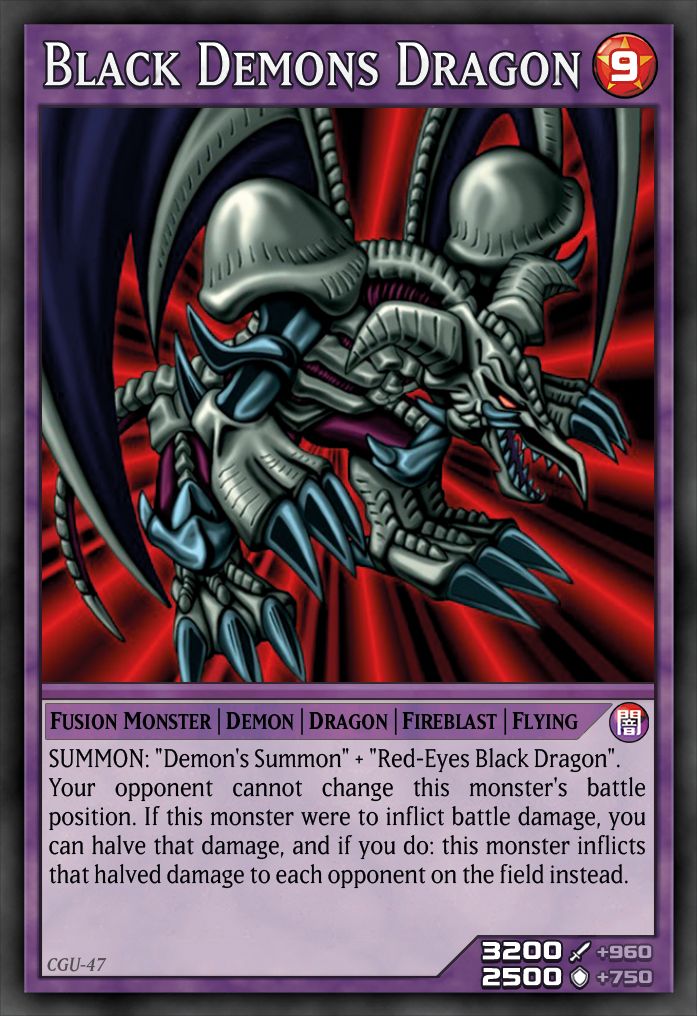 Black Demons Dragon
9
Fusion Monster | Demon | Dragon | Fireblast | Flying
闇
SUMMON: "Demon's Summon" + "Red-Eyes Black Dragon".
Your opponent cannot change this monster's battle
position. If this monster were to inflict battle damage, you
can halve that damage, and if you do: this monster inflicts
that halved damage to each opponent on the field instead.
3200 +960
CGU-47
2500 +750